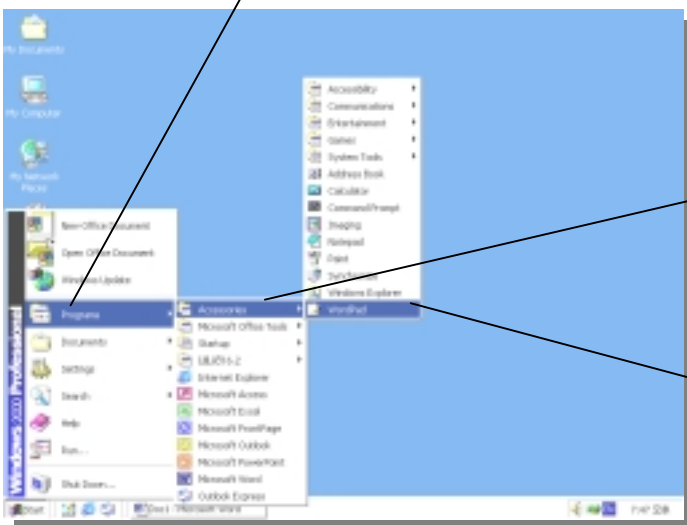 My Documents
My Computer
My Network
Places
New Office Document
Open Office Document
Windows Update
Programs
Documents
Settings
Search
Help
Run...
Shut Down...
Windows 2000 Professional
Accessories
Microsoft Office Tools
Startup
Internet Explorer
Microsoft Access
Microsoft Excel
Microsoft FrontPage
Microsoft Outlook
Microsoft PowerPoint
Microsoft Word
Outlook Express
Accessibility
Communications
Entertainment
Games
System Tools
Address Book
Calculator
Command Prompt
Imaging
Notepad
Paint
Synchronize
Windows Explorer
WordPad
Start
Microsoft Word